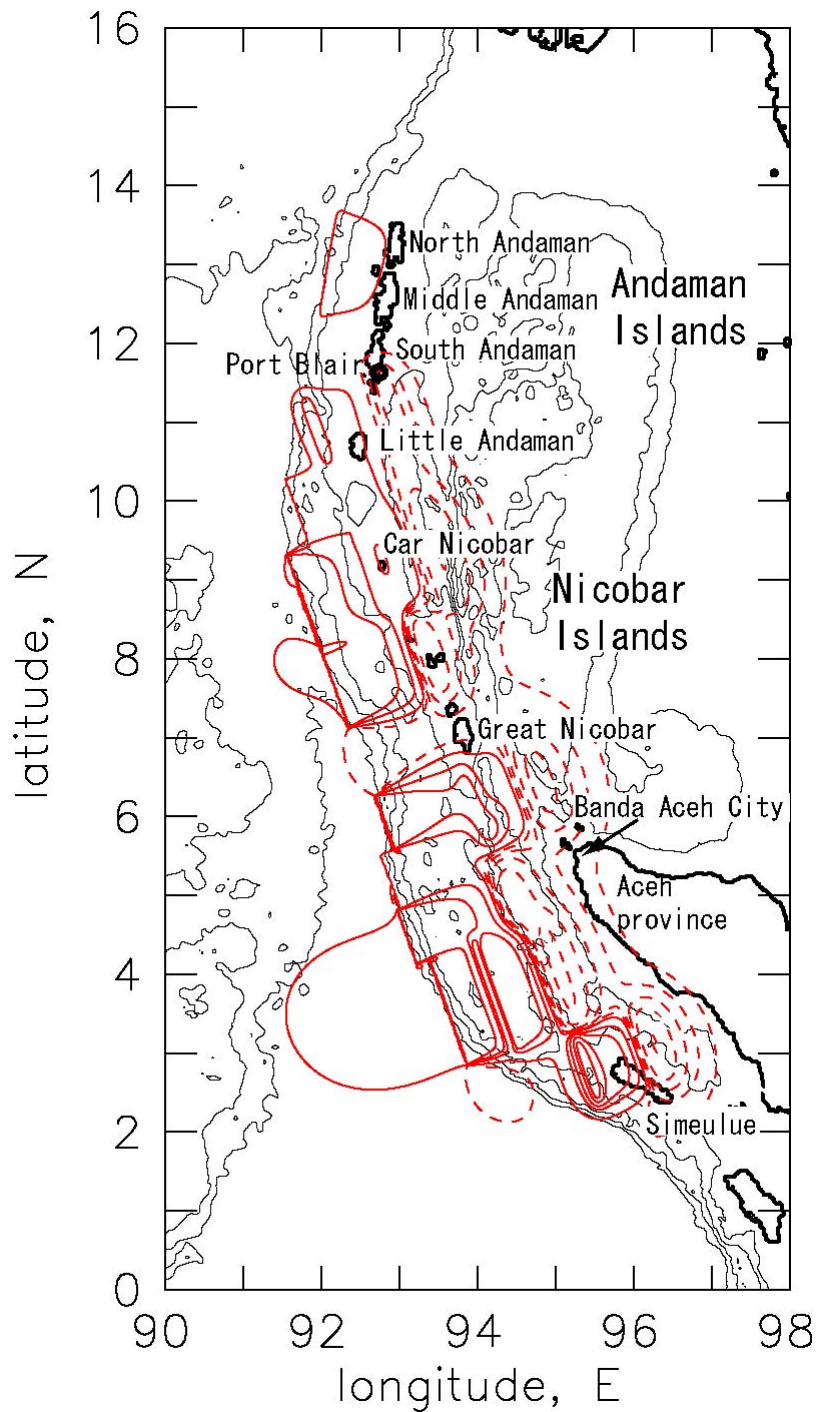 16
14
12
10
8
6
4
2
0
latitude, N
North Andaman
Middle Andaman
Andaman
Islands
South Andaman
Port Blair
Little Andaman
Car Nicobar
Nicobar
Islands
Great Nicobar
Banda Aceh City
Aceh
province
Simeulue
90
92
94
96
98
longitude, E